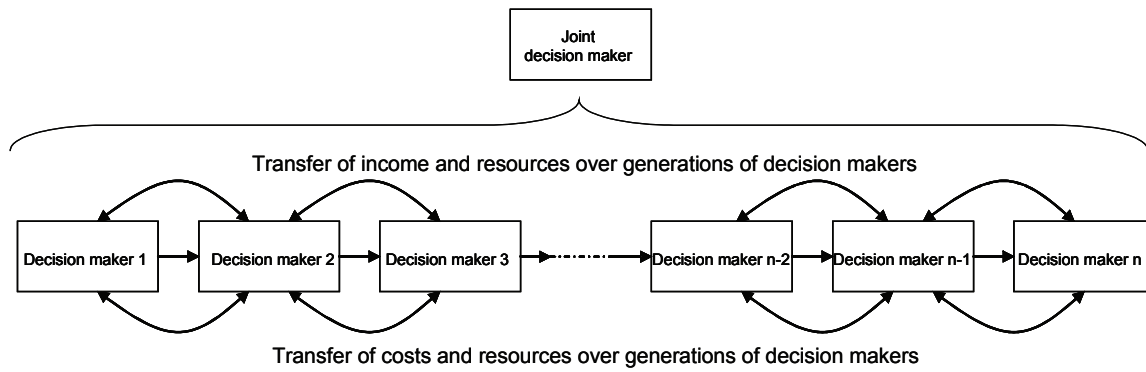 Joint
decision maker
Transfer of income and resources over generations of decision makers
Decision maker 1
Decision maker 2
Decision maker 3
Decision maker n-2
Decision maker n-1
Decision maker n
Transfer of costs and resources over generations of decision makers